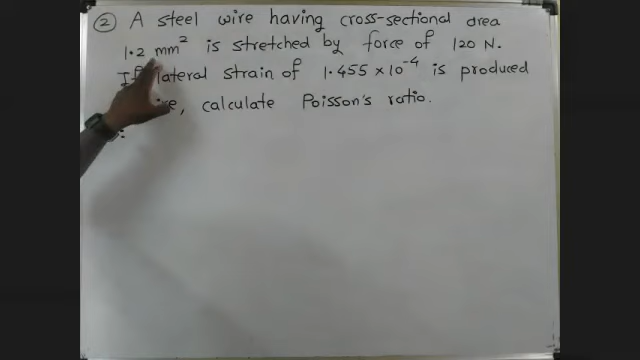 ② A steel wire having cross-sectional area
1.2 mm² is stretched by force of 120 N.
If lateral strain of 1.455 × 10⁻⁴ is produced
, calculate Poisson's ratio.